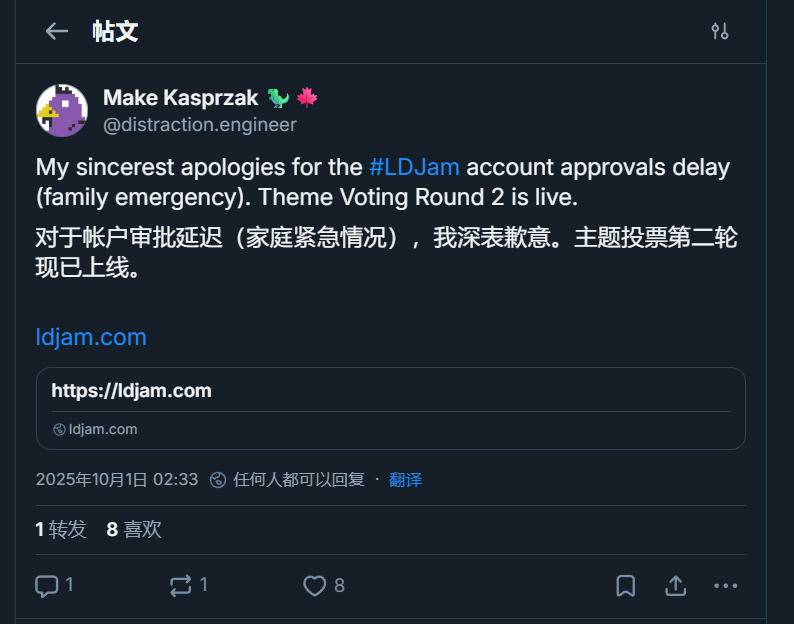 帖文
Make Kasprzak 🦖 🍁
@distraction.engineer
My sincerest apologies for the #LDJam account approvals delay
(family emergency). Theme Voting Round 2 is live.
对于帐户审批延迟（家庭紧急情况），我深表歉意。主题投票第二轮
现已上线。
ldjam.com
https://ldjam.com
ldjam.com
2025年10月1日 02:33 任何人都可以回复 · 翻译
1 转发 8 喜欢
1 1 8